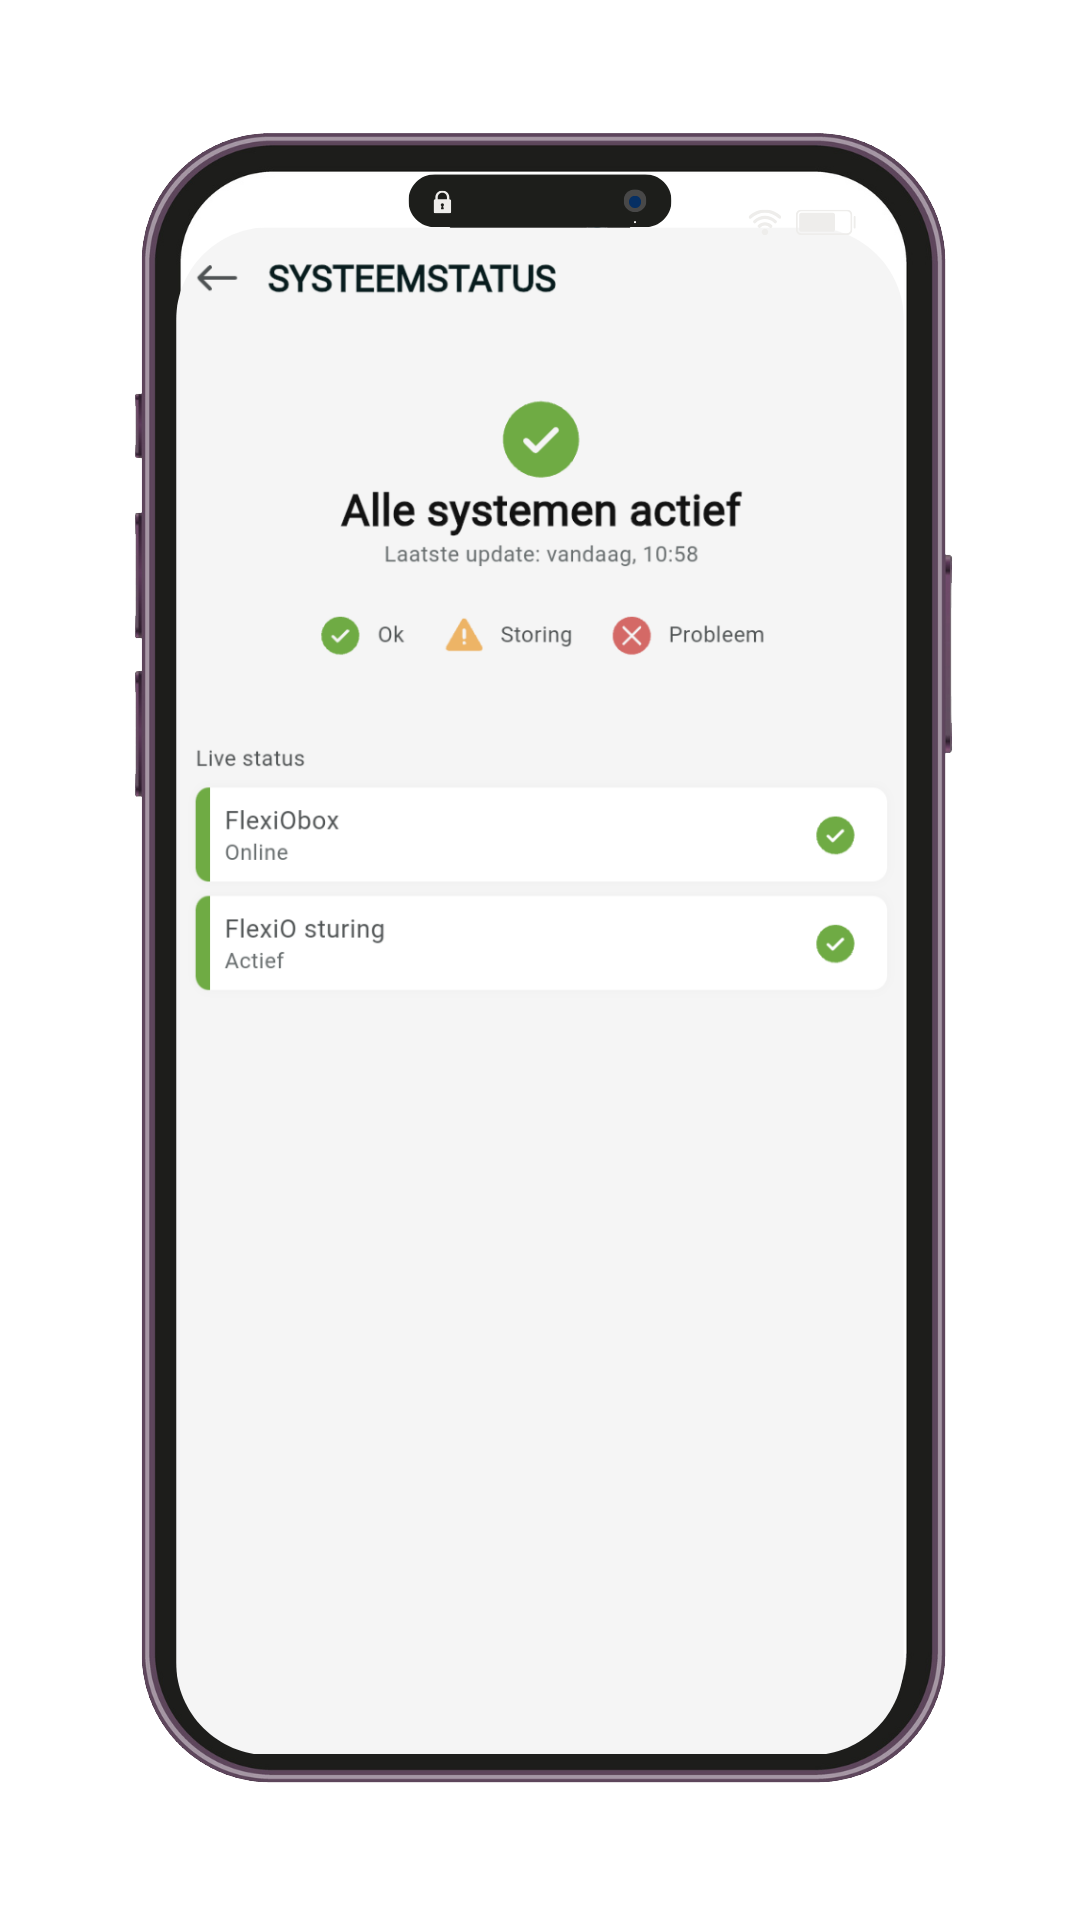 SYSTEEMSTATUS
Alle systemen actief
Laatste update: vandaag, 10:58
Ok Storing Probleem
Live status
FlexiObox
Online
FlexiO sturing
Actief